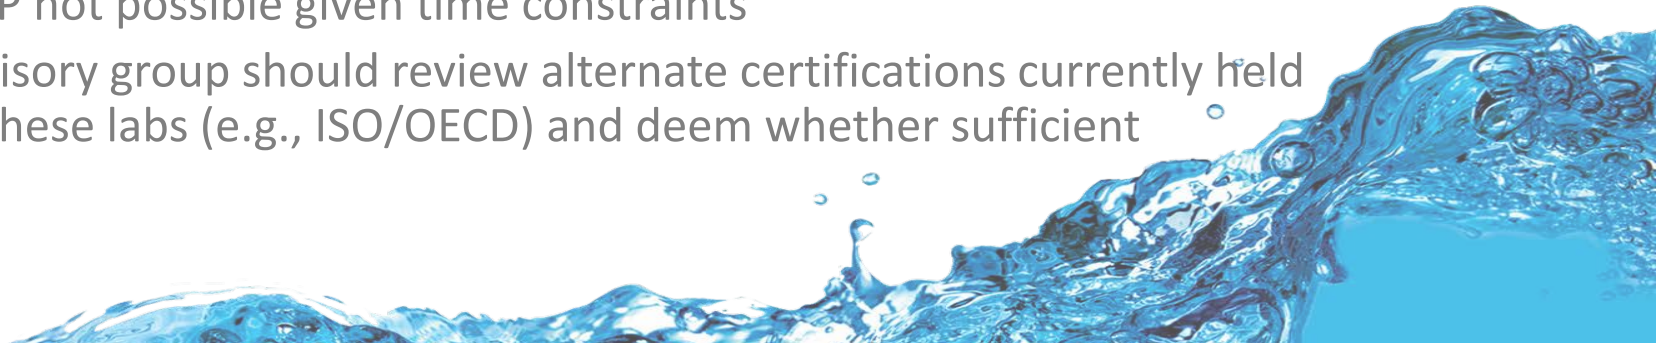 P not possible given time constraints
isory group should review alternate certifications currently held
hese labs (e.g., ISO/OECD) and deem whether sufficient